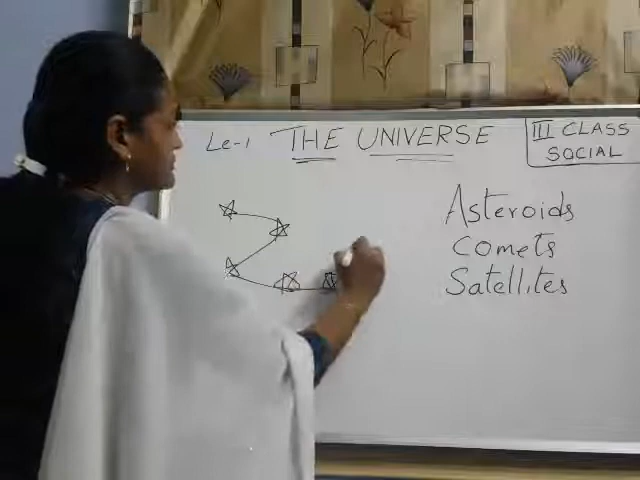 Le-1 THE UNIVERSE
III CLASS
SOCIAL
Asteroids
comets
Satellites